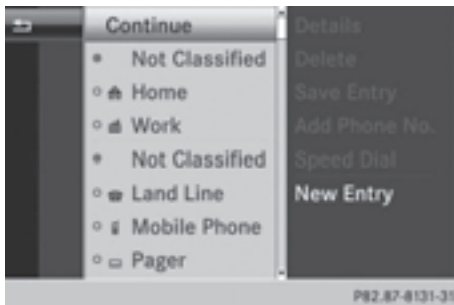 Continue
Not Classified
Home
Work
Not Classified
Land Line
Mobile Phone
Pager
Details
Delete
Save Entry
Add Phone No.
Speed Dial
New Entry
P82.87-8131-31